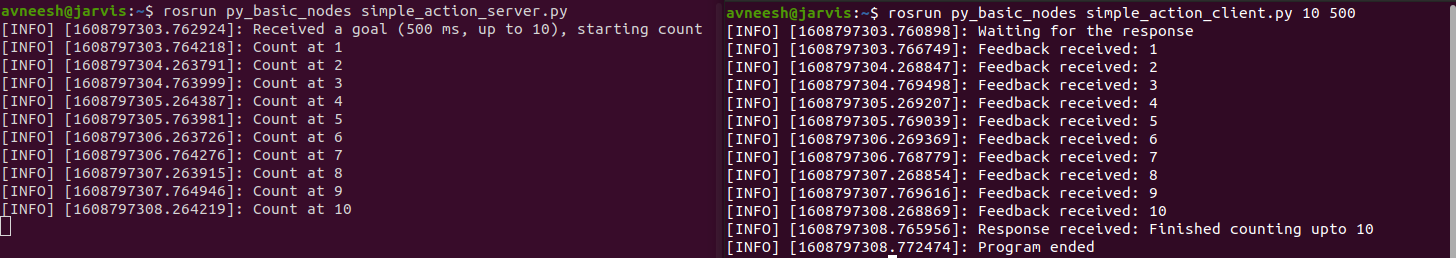 avneesh@jarvis:~$ rosrun py_basic_nodes simple_action_server.py
[INFO] [1608797303.762924]: Received a goal (500 ms, up to 10), starting count
[INFO] [1608797303.764218]: Count at 1
[INFO] [1608797304.263791]: Count at 2
[INFO] [1608797304.763999]: Count at 3
[INFO] [1608797305.264387]: Count at 4
[INFO] [1608797305.763981]: Count at 5
[INFO] [1608797306.263726]: Count at 6
[INFO] [1608797306.764276]: Count at 7
[INFO] [1608797307.263915]: Count at 8
[INFO] [1608797307.764946]: Count at 9
[INFO] [1608797308.264219]: Count at 10
avneesh@jarvis:~$ rosrun py_basic_nodes simple_action_client.py 10 500
[INFO] [1608797303.760898]: Waiting for the response
[INFO] [1608797303.766749]: Feedback received: 1
[INFO] [1608797304.268847]: Feedback received: 2
[INFO] [1608797304.769498]: Feedback received: 3
[INFO] [1608797305.269207]: Feedback received: 4
[INFO] [1608797305.769039]: Feedback received: 5
[INFO] [1608797306.269369]: Feedback received: 6
[INFO] [1608797306.768779]: Feedback received: 7
[INFO] [1608797307.268854]: Feedback received: 8
[INFO] [1608797307.769616]: Feedback received: 9
[INFO] [1608797308.268869]: Feedback received: 10
[INFO] [1608797308.765956]: Response received: Finished counting upto 10
[INFO] [1608797308.772474]: Program ended